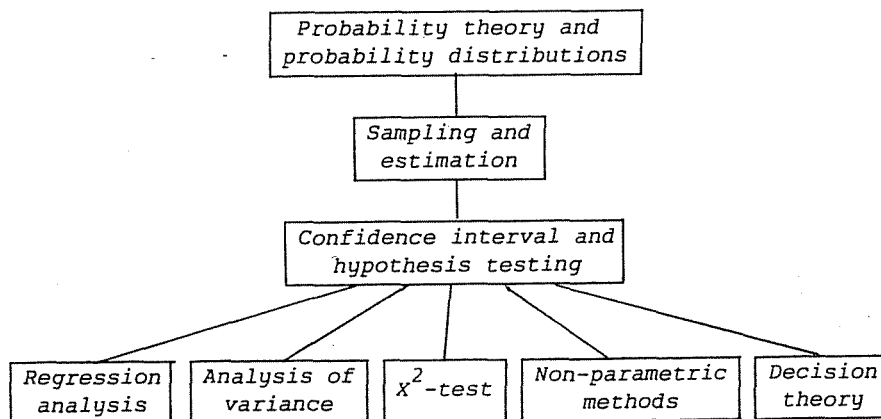 Probability theory and
probability distributions
Sampling and
estimation
Confidence interval and
hypothesis testing
Regression
analysis
Analysis of
variance
X²-test
Non-parametric
methods
Decision
theory